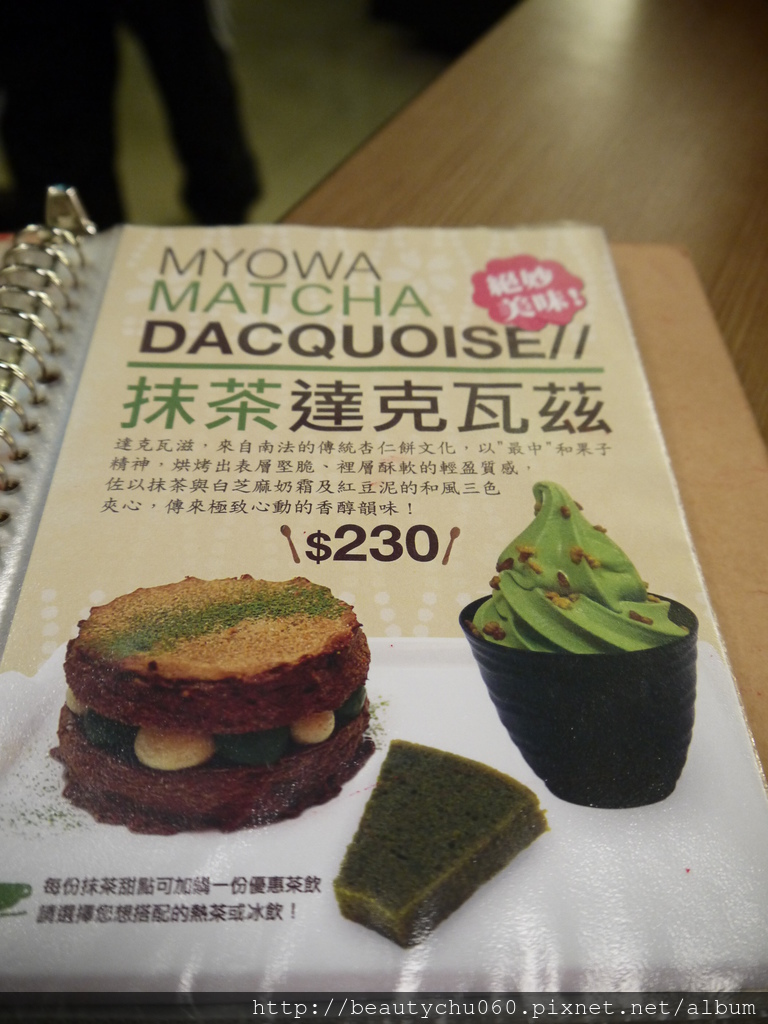 MYOWA
MATCHA
DACQUOISE//
絕妙
美味!
抹茶達克瓦茲
達克瓦滋，來自南法的傳統杏仁餅文化，以"最中"和果子
精神，烘烤出表層堅脆、裡層酥軟的輕盈質感，
佐以抹茶與白芝麻奶霜及紅豆泥的和風三色
夾心，傳來極致心動的香醇韻味！
$230
每份抹茶甜點可加購一份優惠茶飲
請選擇您想搭配的熱茶或冰飲！
http://beautychu060.pixnet.net/album